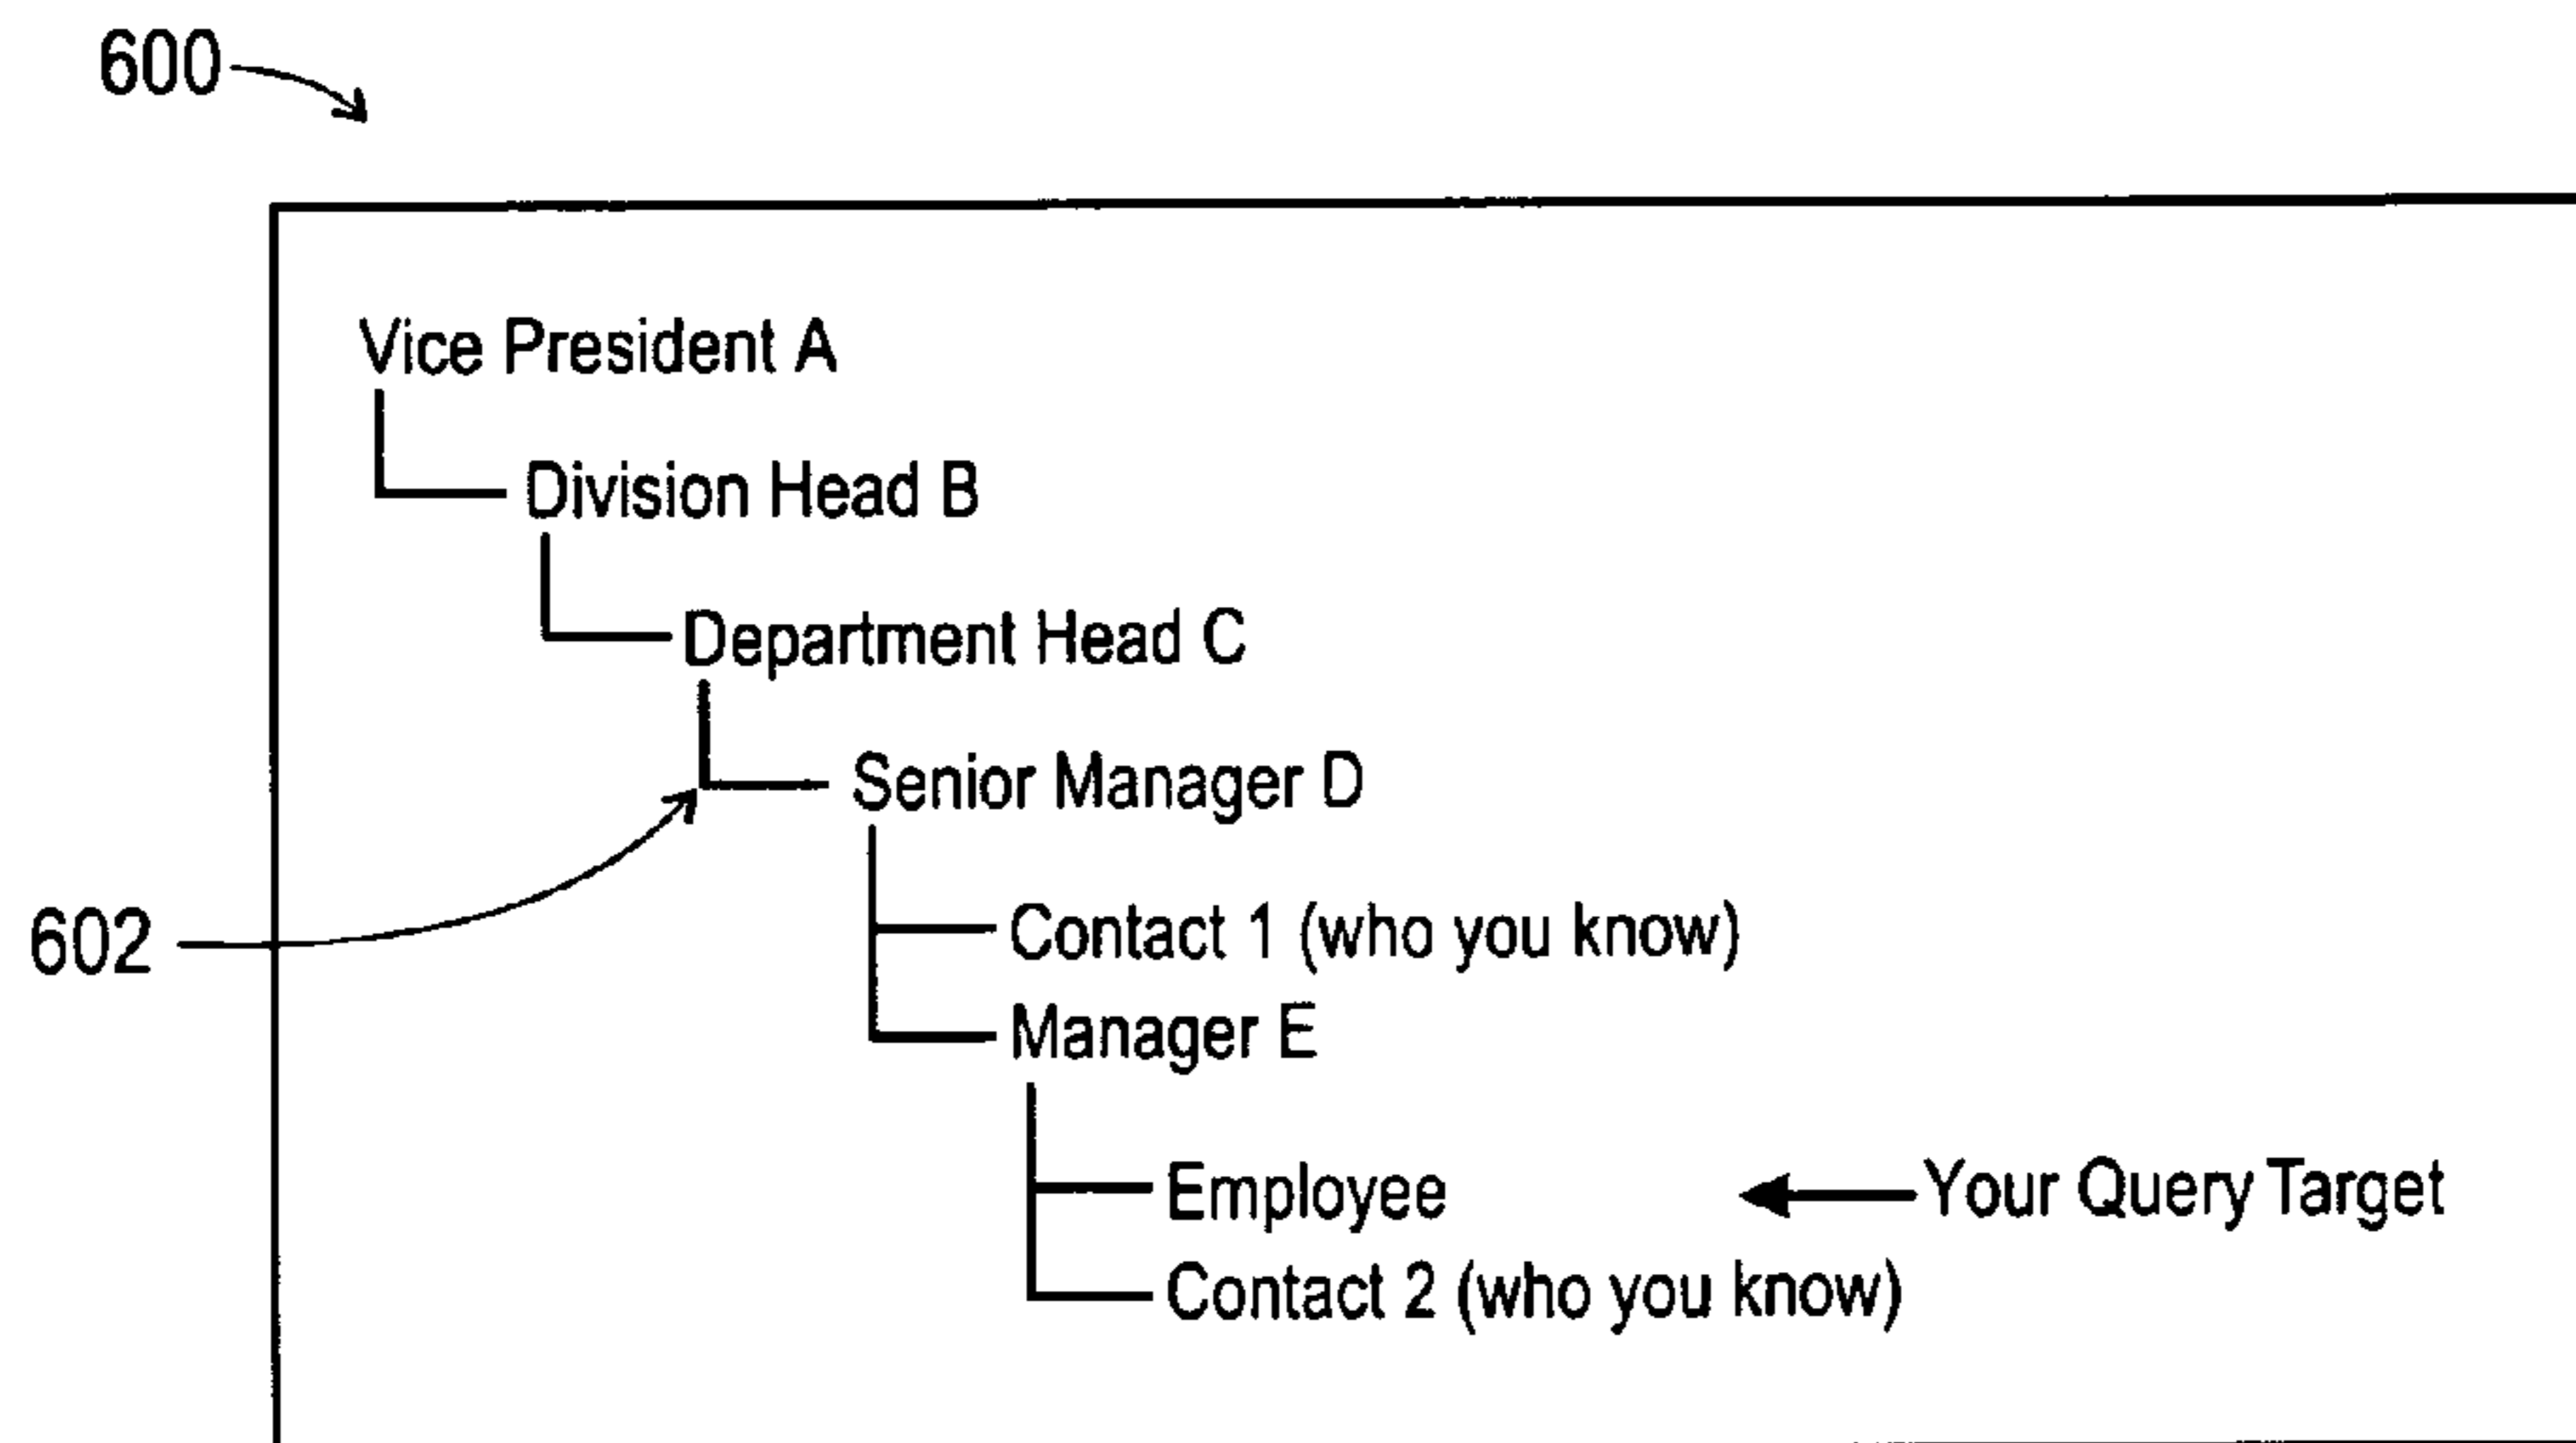 600
Vice President A
Division Head B
Department Head C
Senior Manager D
602
Contact 1 (who you know)
Manager E
Employee
Your Query Target
Contact 2 (who you know)